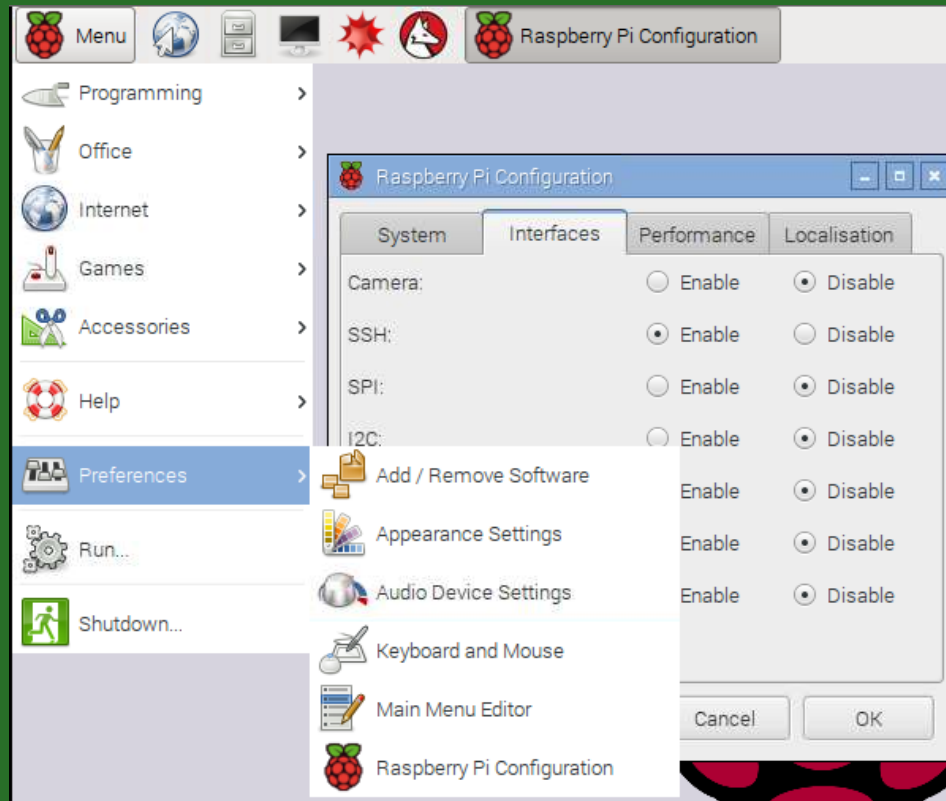 Menu
Raspberry Pi Configuration
Programming
Office
Internet
Games
Accessories
Help
Preferences
Run...
Shutdown...
Add / Remove Software
Appearance Settings
Audio Device Settings
Keyboard and Mouse
Main Menu Editor
Raspberry Pi Configuration
Raspberry Pi Configuration
System Interfaces Performance Localisation
Camera: Enable Disable
SSH: Enable Disable
SPI: Enable Disable
I2C: Enable Disable
Enable Disable
Enable Disable
Enable Disable
Cancel OK